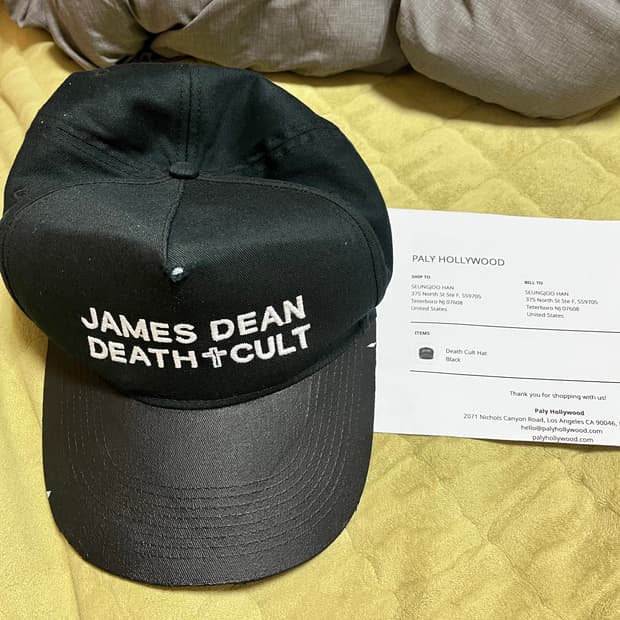 JAMES DEAN
DEATH✝CULT
PALY HOLLYWOOD
SHIP TO
SEUNGJOO HAN
375 North St Ste F, S59705
Teterboro NJ 07608
United States
BILL TO
SEUNGJOO HAN
375 North St Ste F, S59705
Teterboro NJ 07608
United States
ITEMS
Death Cult Hat
Black
Thank you for shopping with us!
Paly Hollywood
2071 Nichols Canyon Road, Los Angeles CA 90046,
hello@palyhollywood.com
palyhollywood.com